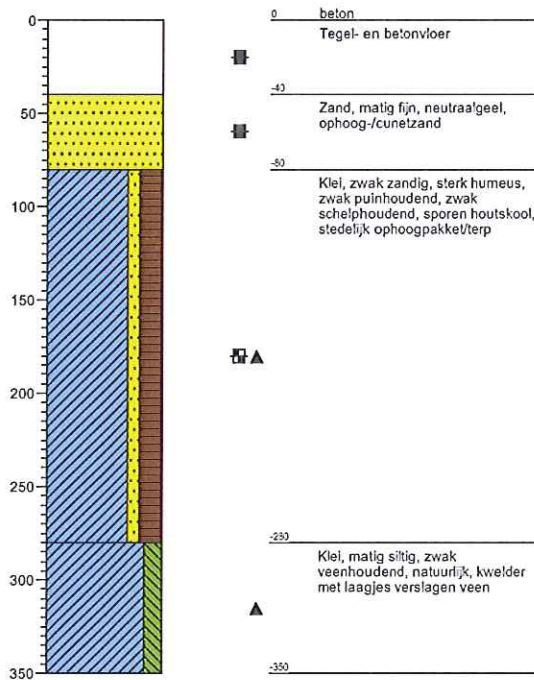 0
50
100
150
200
250
300
350
0 beton
Tegel- en betonvloer
-40
Zand, matig fijn, neutraalgeel,
ophoog-/cunetzand
-80
Klei, zwak zandig, sterk humeus,
zwak puinhoudend, zwak
schelphoudend, sporen houtskool,
stedelijk ophoogpakket/terp
-280
Klei, matig siltig, zwak
veenhoudend, natuurlijk, kwelder
met laagjes verslagen veen
-350